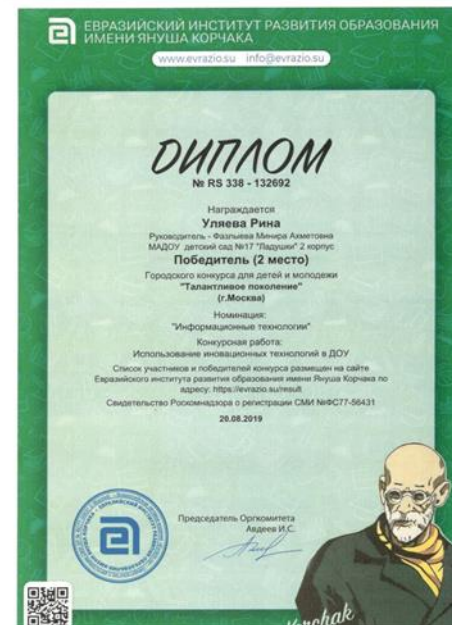 ЕВРАЗИЙСКИЙ ИНСТИТУТ РАЗВИТИЯ ОБРАЗОВАНИЯ
ИМЕНИ ЯНУША КОРЧАКА
www.evrazio.su info@evrazio.su
ДИПЛОМ
№ RS 338 - 132692
Награждается
Уляева Рина
Руководитель - Фазлыева Минира Ахметовна
МАДОУ детский сад №17 "Ладушки" 2 корпус
Победитель (2 место)
Городского конкурса для детей и молодежи
"Талантливое поколение"
(г.Москва)
Номинация:
"Информационные технологии"
Конкурсная работа:
Использование иновационных технологий в ДОУ
Список участников и победителей конкурса размещен на сайте
Евразийского института развития образования имени Януша Корчака по
адресу: https://evrazio.su/result
Свидетельство Роскомнадзора о регистрации СМИ №ФС77-56431
20.08.2019
Председатель Оргкомитета
Авдеев И.С.
Korchak